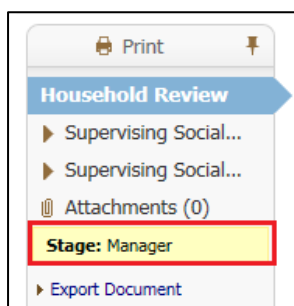 Print
Household Review
Supervising Social...
Supervising Social...
Attachments (0)
Stage: Manager
Export Document